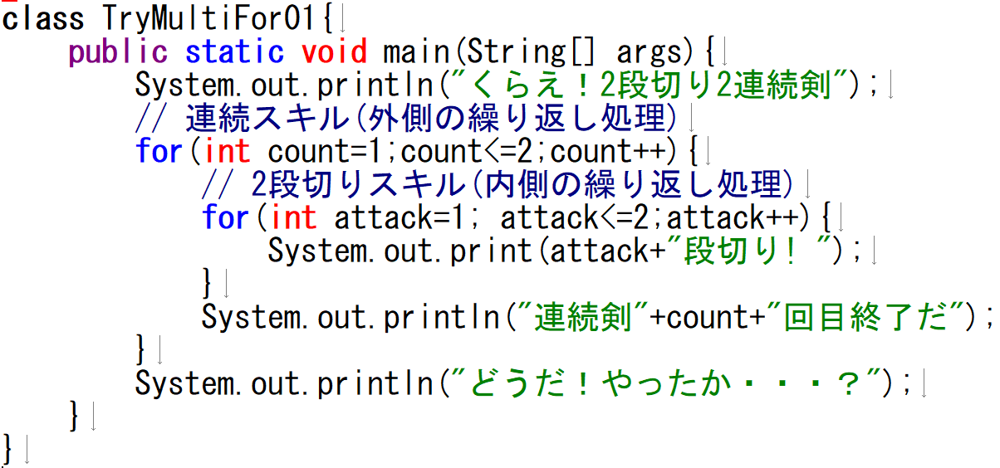 class TryMultiFor01{
    public static void main(String[] args){
        System.out.println("くらえ！2段切り2連続剣");
        // 連続スキル(外側の繰り返し処理)
        for(int count=1;count<=2;count++){
            // 2段切りスキル(内側の繰り返し処理)
            for(int attack=1; attack<=2;attack++){
                System.out.print(attack+"段切り! ");
            }
            System.out.println("連続剣"+count+"回目終了だ");
        }
        System.out.println("どうだ！やったか・・・？");
    }
}